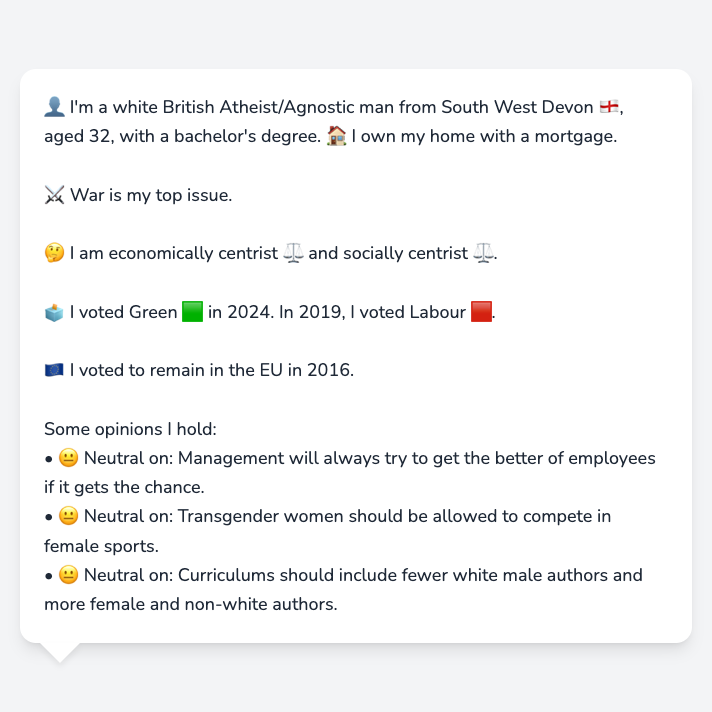 👤 I'm a white British Atheist/Agnostic man from South West Devon 🏴󠁧󠁢󠁥󠁮󠁧󠁿,
aged 32, with a bachelor's degree. 🏠 I own my home with a mortgage.
⚔️ War is my top issue.
🤔 I am economically centrist ⚖️ and socially centrist ⚖️.
🗳️ I voted Green 🟩 in 2024. In 2019, I voted Labour 🟥.
🇪🇺 I voted to remain in the EU in 2016.
Some opinions I hold:
• 😐 Neutral on: Management will always try to get the better of employees
if it gets the chance.
• 😐 Neutral on: Transgender women should be allowed to compete in
female sports.
• 😐 Neutral on: Curriculums should include fewer white male authors and
more female and non-white authors.